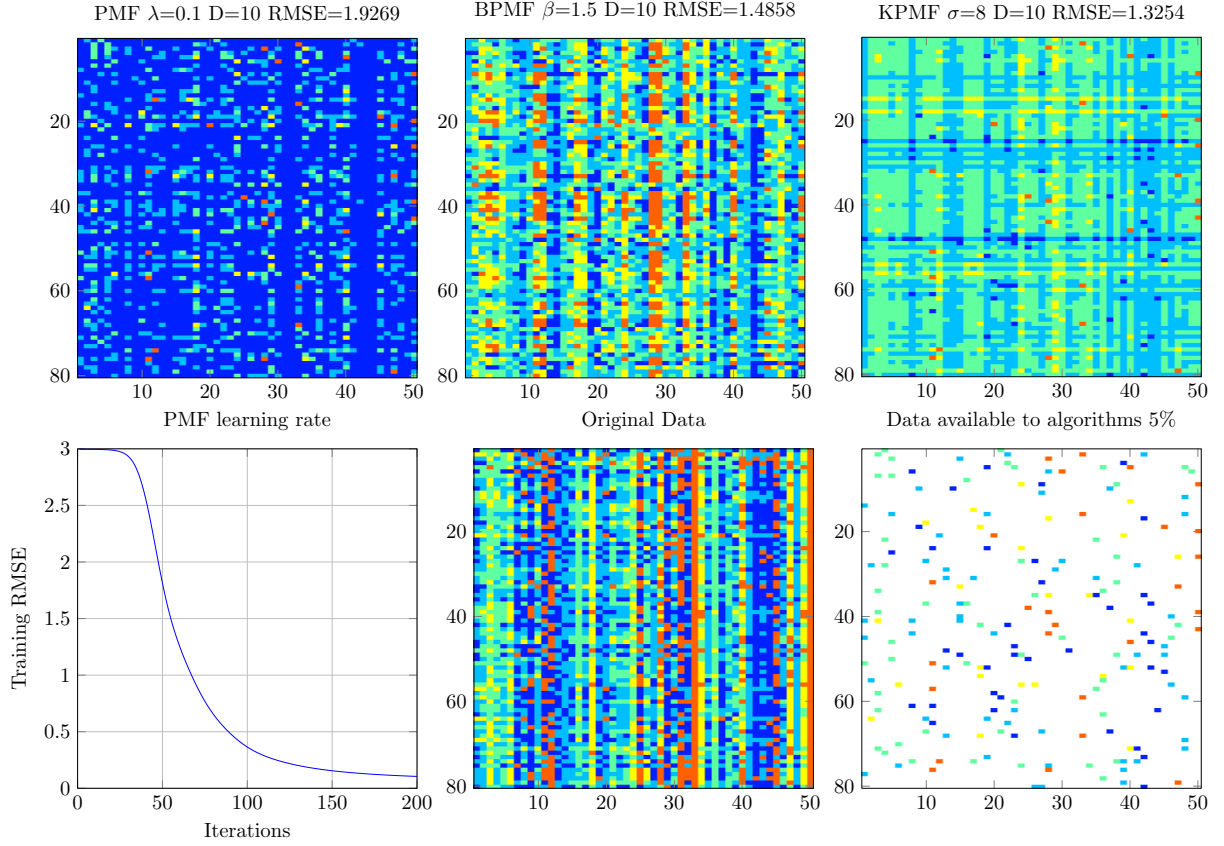 PMF λ=0.1 D=10 RMSE=1.9269
20
40
60
80
10 20 30 40 50
BPMF β=1.5 D=10 RMSE=1.4858
20
40
60
80
10 20 30 40 50
KPMF σ=8 D=10 RMSE=1.3254
20
40
60
80
10 20 30 40 50
PMF learning rate
Training RMSE
3
2.5
2
1.5
1
0.5
0
0 50 100 150 200
Iterations
Original Data
20
40
60
80
10 20 30 40 50
Data available to algorithms 5%
20
40
60
80
10 20 30 40 50